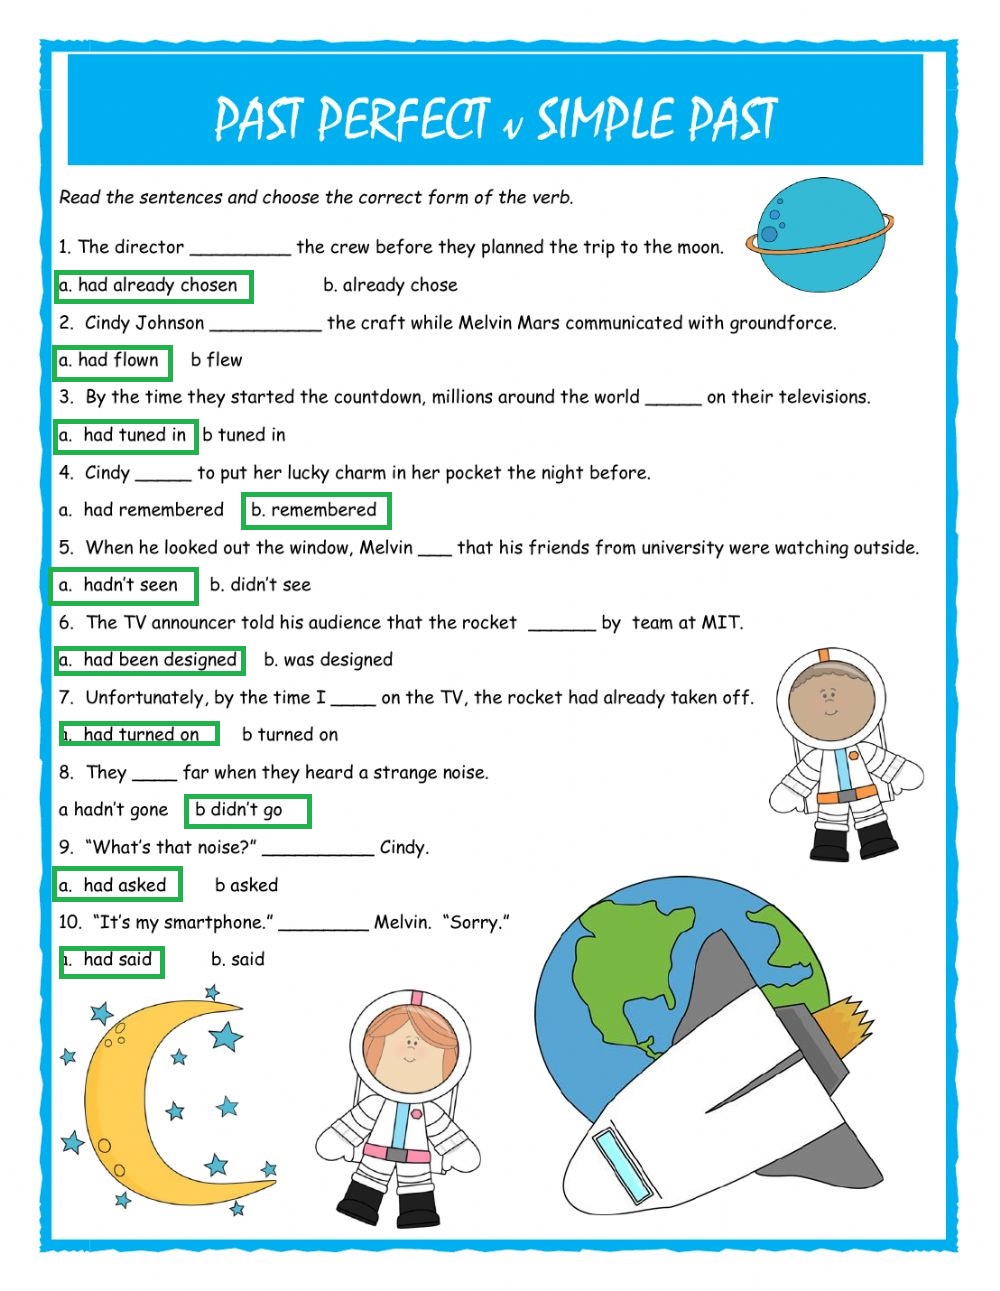 PAST PERFECT v SIMPLE PAST
Read the sentences and choose the correct form of the verb.
1. The director _________ the crew before they planned the trip to the moon.
a. had already chosen b. already chose
2. Cindy Johnson __________ the craft while Melvin Mars communicated with groundforce.
a. had flown b flew
3. By the time they started the countdown, millions around the world _____ on their televisions.
a. had tuned in b tuned in
4. Cindy _____ to put her lucky charm in her pocket the night before.
a. had remembered b. remembered
5. When he looked out the window, Melvin ___ that his friends from university were watching outside.
a. hadn't seen b. didn't see
6. The TV announcer told his audience that the rocket ______ by team at MIT.
a. had been designed b. was designed
7. Unfortunately, by the time I ____ on the TV, the rocket had already taken off.
a. had turned on b turned on
8. They ____ far when they heard a strange noise.
a hadn't gone b didn't go
9. "What's that noise?" __________ Cindy.
a. had asked b asked
10. "It's my smartphone." ________ Melvin. "Sorry."
a. had said b. said